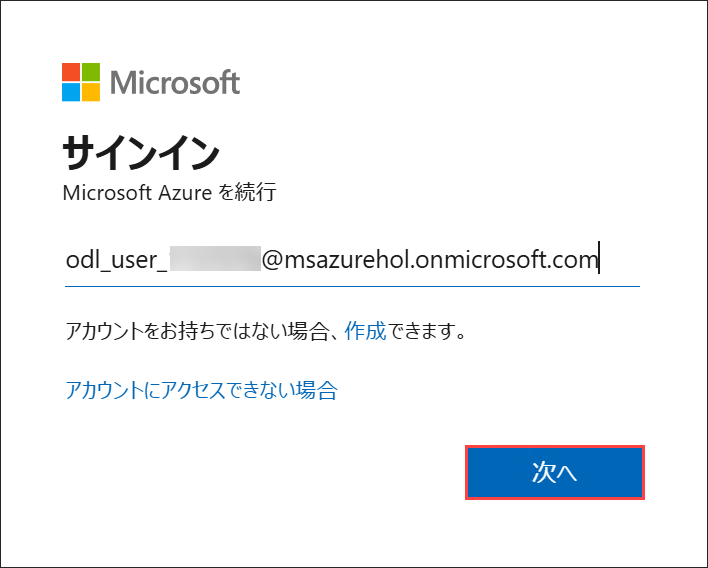 Microsoft
サインイン
Microsoft Azure を続行
odl_user_ @msazurehol.onmicrosoft.com
アカウントをお持ちではない場合、作成できます。
アカウントにアクセスできない場合
次へ